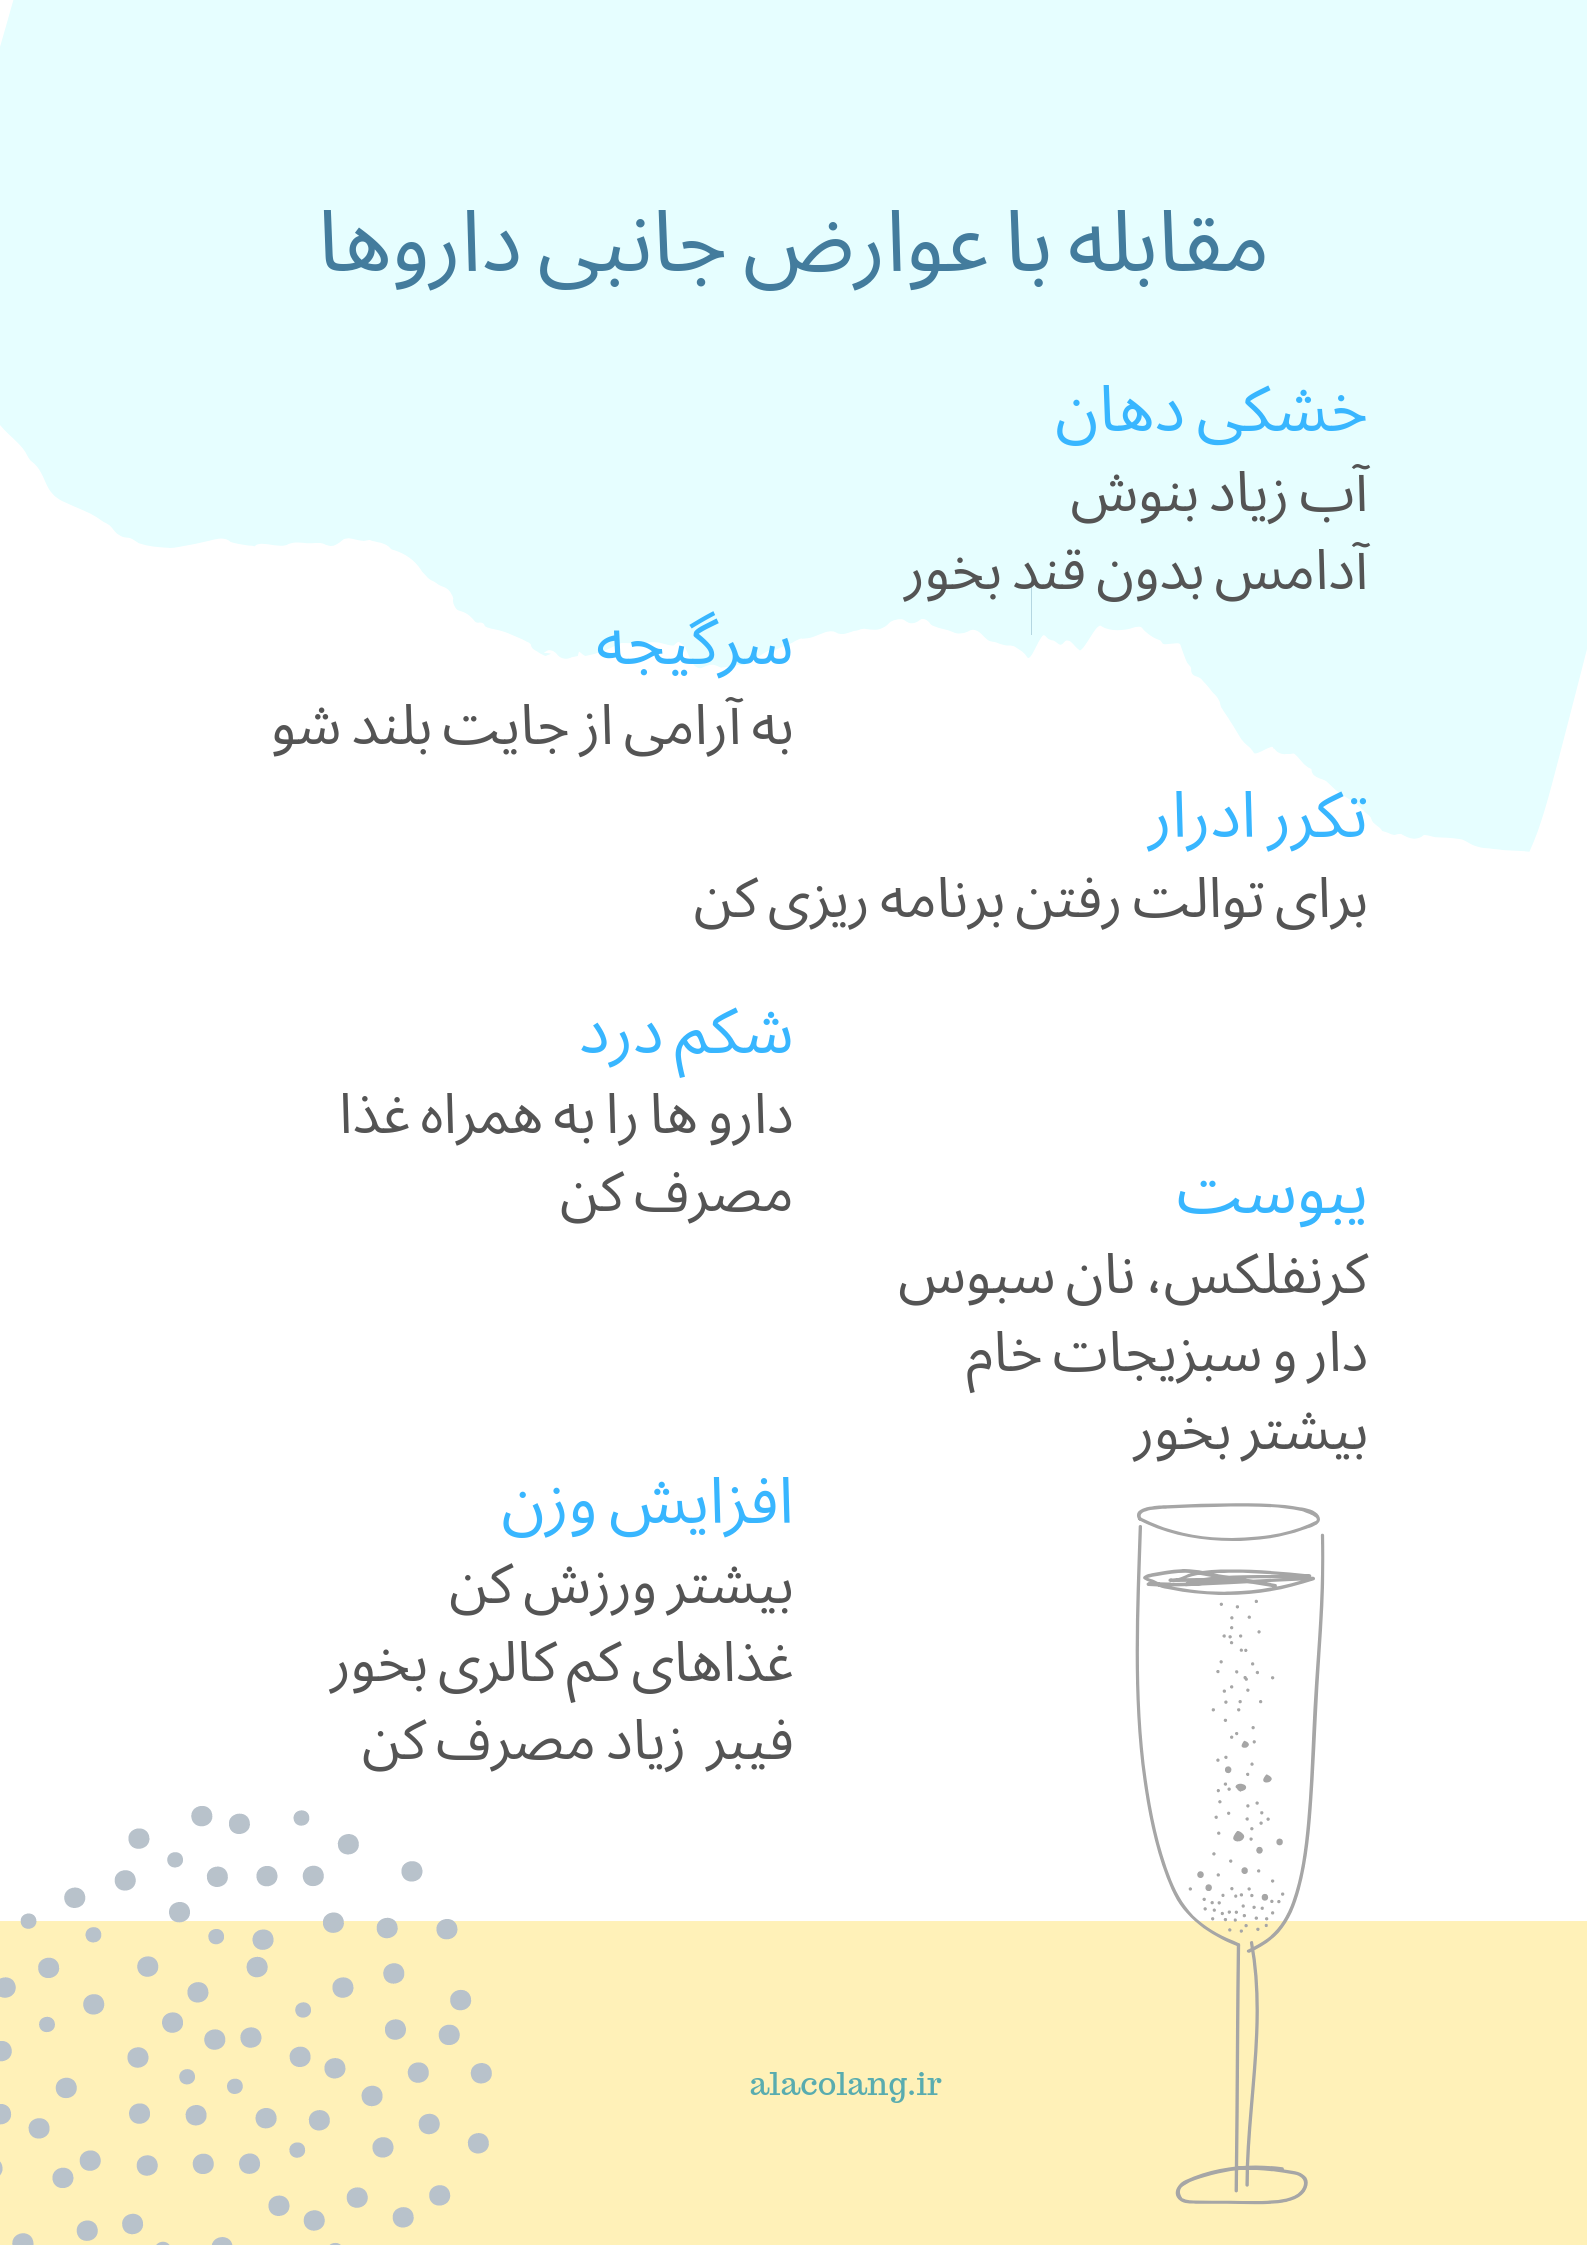 مقابله با عوارض جانبی داروها
خشکی دهان
آب زیاد بنوش
آدامس بدون قند بخور
سرگیجه
به آرامی از جایت بلند شو
تکرر ادرار
برای توالت رفتن برنامه ریزی کن
شکم درد
دارو ها را به همراه غذا
مصرف کن
یبوست
کرنفلکس، نان سبوس
دار و سبزیجات خام
بیشتر بخور
افزایش وزن
بیشتر ورزش کن
غذاهای کم کالری بخور
فیبر زیاد مصرف کن
alacolang.ir